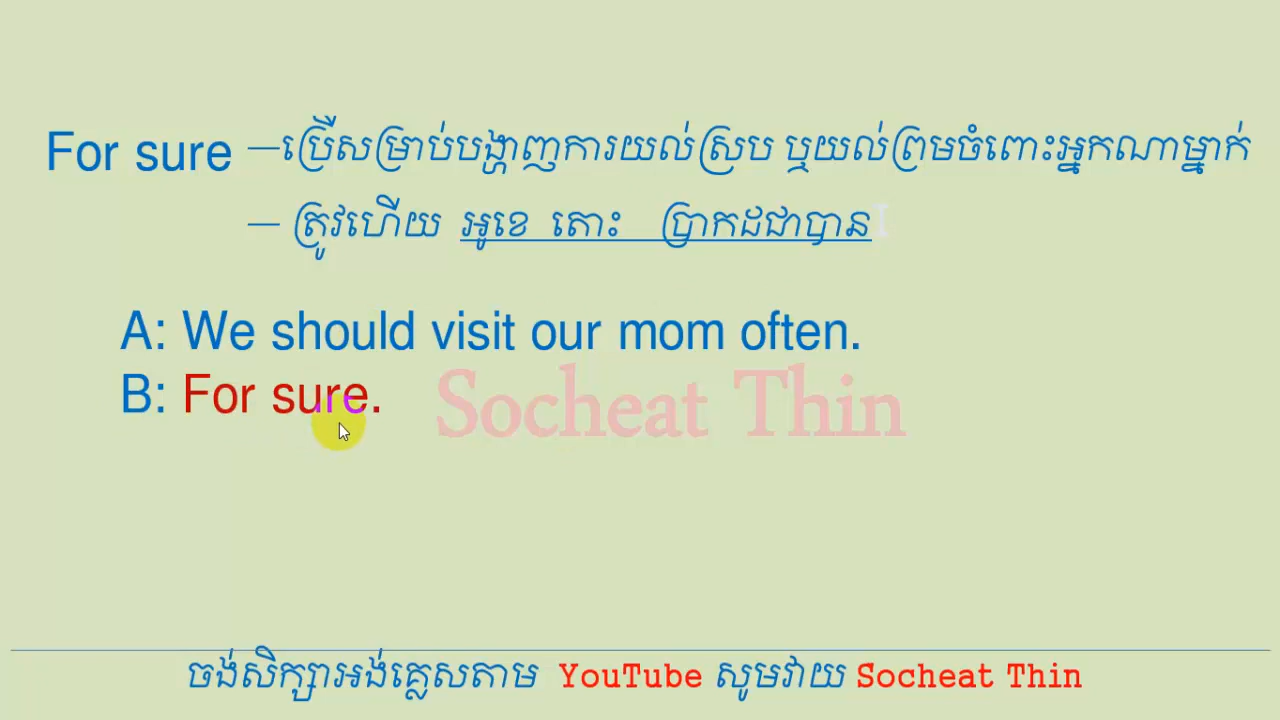 For sure –ប្រើសម្រាប់បង្ហាញការយល់ស្រប ឬយល់ព្រមចំពោះអ្នកណាម្នាក់
– ត្រូវហើយ អូខេ តោះ ប្រាកដជាបាន
A: We should visit our mom often.
B: For sure.
Socheat Thin
ចង់សិក្សាអង់គ្លេសតាម YouTube សូមវាយ Socheat Thin